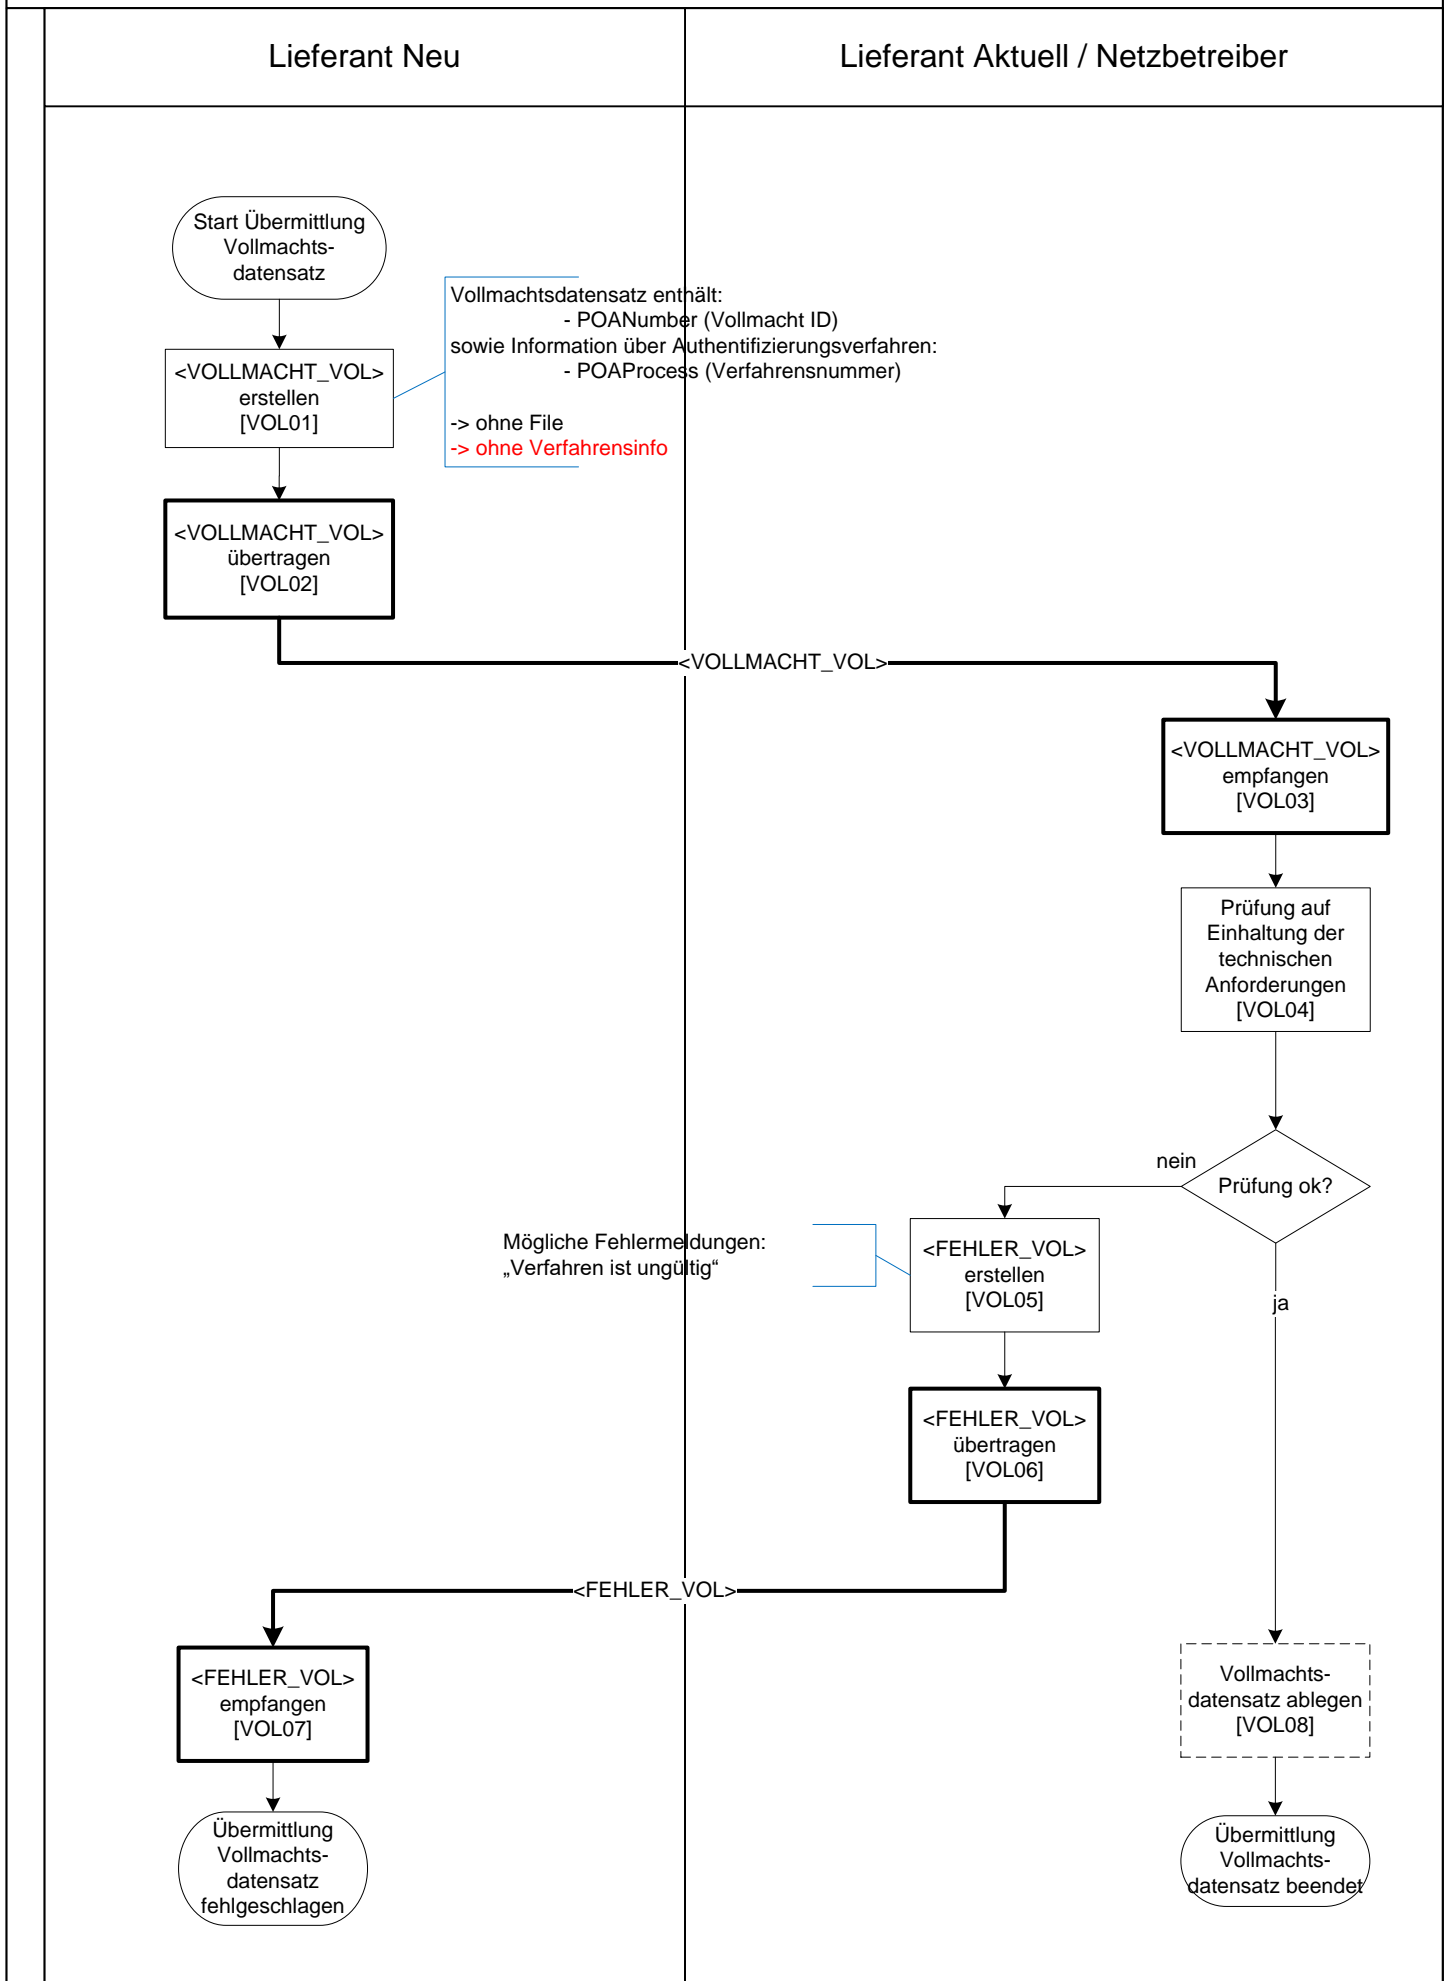 Lieferant Neu
Lieferant Aktuell / Netzbetreiber
Start Übermittlung
Vollmachts-
datensatz
Vollmachtsdatensatz enthält:
- POANumber (Vollmacht ID)
sowie Information über Authentifizierungsverfahren:
- POAProcess (Verfahrensnummer)
-> ohne File
-> ohne Verfahrensinfo
<VOLLMACHT_VOL>
erstellen
[VOL01]
<VOLLMACHT_VOL>
übertragen
[VOL02]
<VOLLMACHT_VOL>
<VOLLMACHT_VOL>
empfangen
[VOL03]
Prüfung auf
Einhaltung der
technischen
Anforderungen
[VOL04]
nein
Prüfung ok?
Mögliche Fehlermeldungen:
„Verfahren ist ungültig“
<FEHLER_VOL>
erstellen
[VOL05]
ja
<FEHLER_VOL>
übertragen
[VOL06]
<FEHLER_VOL>
<FEHLER_VOL>
empfangen
[VOL07]
Vollmachts-
datensatz ablegen
[VOL08]
Übermittlung
Vollmachts-
datensatz
fehlgeschlagen
Übermittlung
Vollmachts-
datensatz beendet